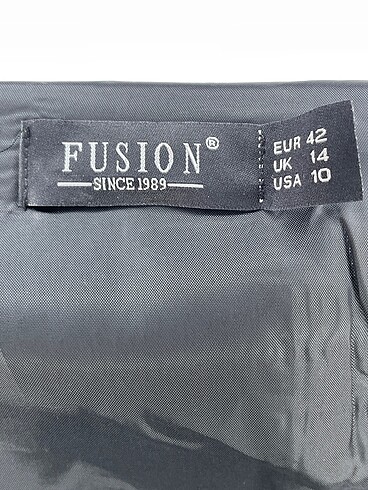 FUSION®
SINCE 1989
EUR 42
UK 14
USA 10